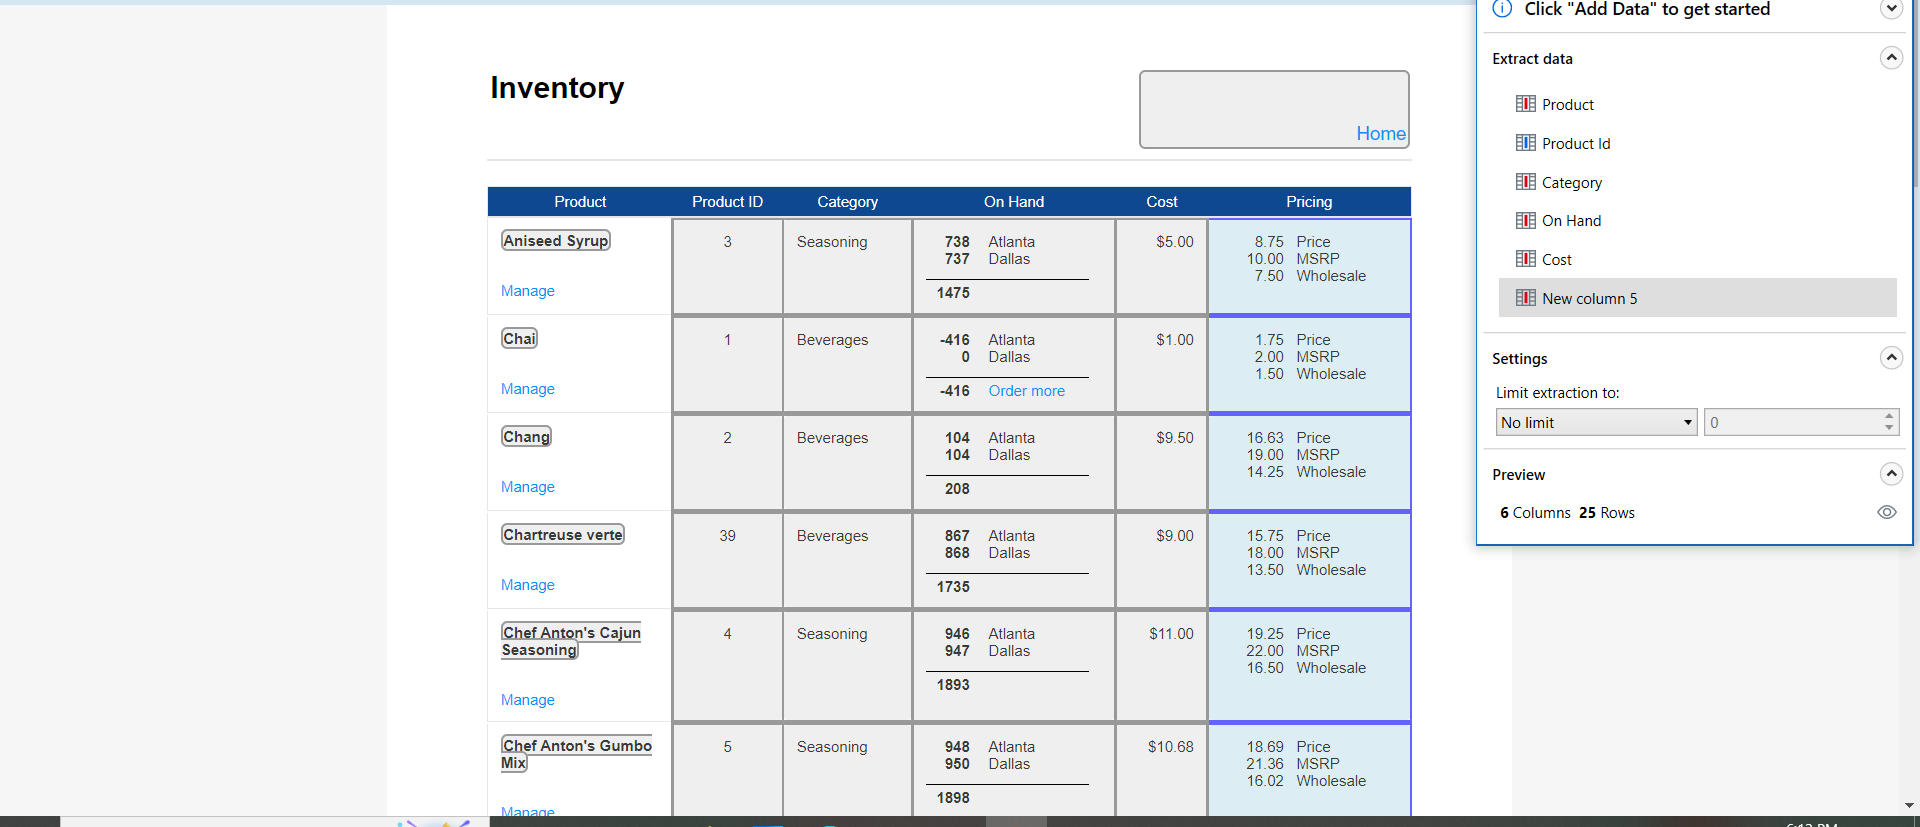 Click "Add Data" to get started
Extract data
Product
Product Id
Category
On Hand
Cost
New column 5
Settings
Limit extraction to:
No limit 0
Preview
6 Columns 25 Rows
Inventory
Home
Product Product ID Category On Hand Cost Pricing
Aniseed Syrup 3 Seasoning 738 Atlanta $5.00 8.75 Price
737 Dallas 10.00 MSRP
7.50 Wholesale
Manage 1475
Chai 1 Beverages -416 Atlanta $1.00 1.75 Price
0 Dallas 2.00 MSRP
1.50 Wholesale
Manage -416 Order more
Chang 2 Beverages 104 Atlanta $9.50 16.63 Price
104 Dallas 19.00 MSRP
14.25 Wholesale
Manage 208
Chartreuse verte 39 Beverages 867 Atlanta $9.00 15.75 Price
868 Dallas 18.00 MSRP
13.50 Wholesale
Manage 1735
Chef Anton's Cajun 4 Seasoning 946 Atlanta $11.00 19.25 Price
Seasoning 947 Dallas 22.00 MSRP
16.50 Wholesale
1893
Manage
Chef Anton's Gumbo 5 Seasoning 948 Atlanta $10.68 18.69 Price
Mix 950 Dallas 21.36 MSRP
16.02 Wholesale
1898
Manage